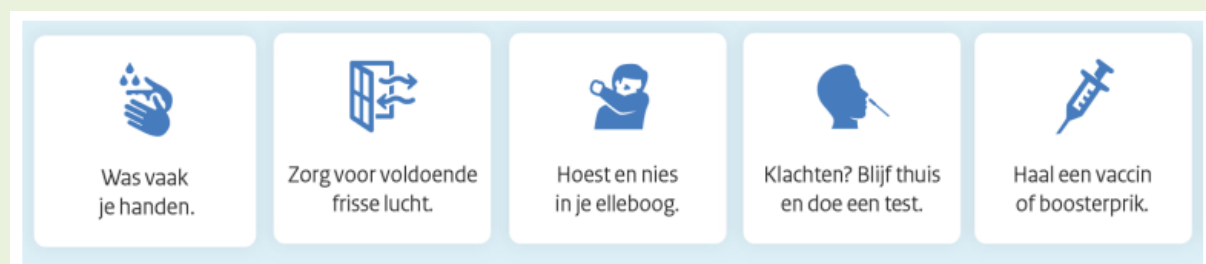 Was vaak
je handen.
Zorg voor voldoende
frisse lucht.
Hoest en nies
in je elleboog.
Klachten? Blijf thuis
en doe een test.
Haal een vaccin
of boosterprik.